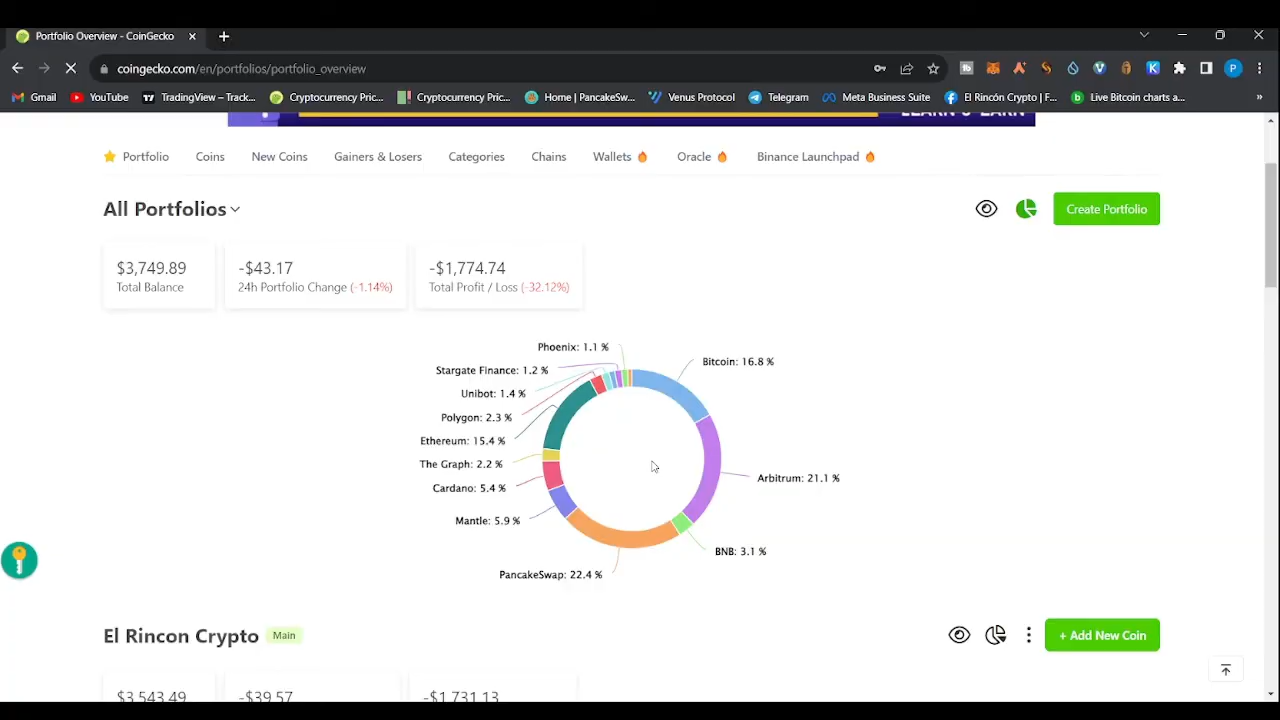 Portfolio Overview - CoinGecko
coingecko.com/en/portfolios/portfolio_overview
Gmail YouTube TradingView – Track... Cryptocurrency Pric... Cryptocurrency Pric... Home | PancakeSw... Venus Protocol Telegram Meta Business Suite El Rincón Crypto | F... Live Bitcoin charts a...
Portfolio Coins New Coins Gainers & Losers Categories Chains Wallets Oracle Binance Launchpad
All Portfolios
Create Portfolio
$3,749.89 -$43.17 -$1,774.74
Total Balance 24h Portfolio Change (-1.14%) Total Profit / Loss (-32.12%)
Phoenix: 1.1 %
Bitcoin: 16.8 %
Stargate Finance: 1.2 %
Unibot: 1.4 %
Polygon: 2.3 %
Ethereum: 15.4 %
The Graph: 2.2 %
Arbitrum: 21.1 %
Cardano: 5.4 %
Mantle: 5.9 %
BNB: 3.1 %
PancakeSwap: 22.4 %
El Rincon Crypto Main
+ Add New Coin
$3,543.49 -$39.57 -$1,731.13